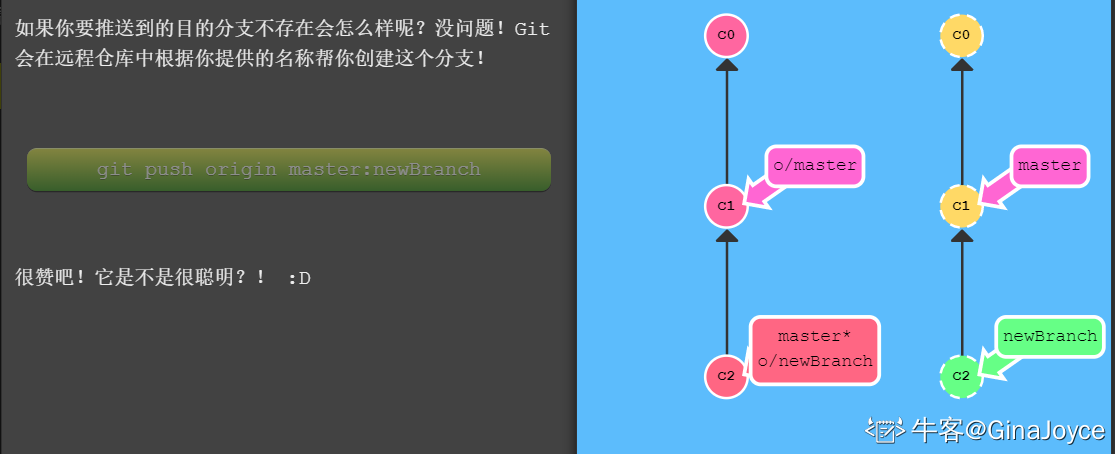 如果你要推送到的目的分支不存在会怎么样呢？没问题！Git
会在远程仓库中根据你提供的名称帮你创建这个分支！
git push origin master:newBranch
很赞吧！它是不是很聪明？！ :D
C0
C0
o/master
master
C1
C1
master*
o/newBranch
newBranch
C2
C2
牛客@GinaJoyce